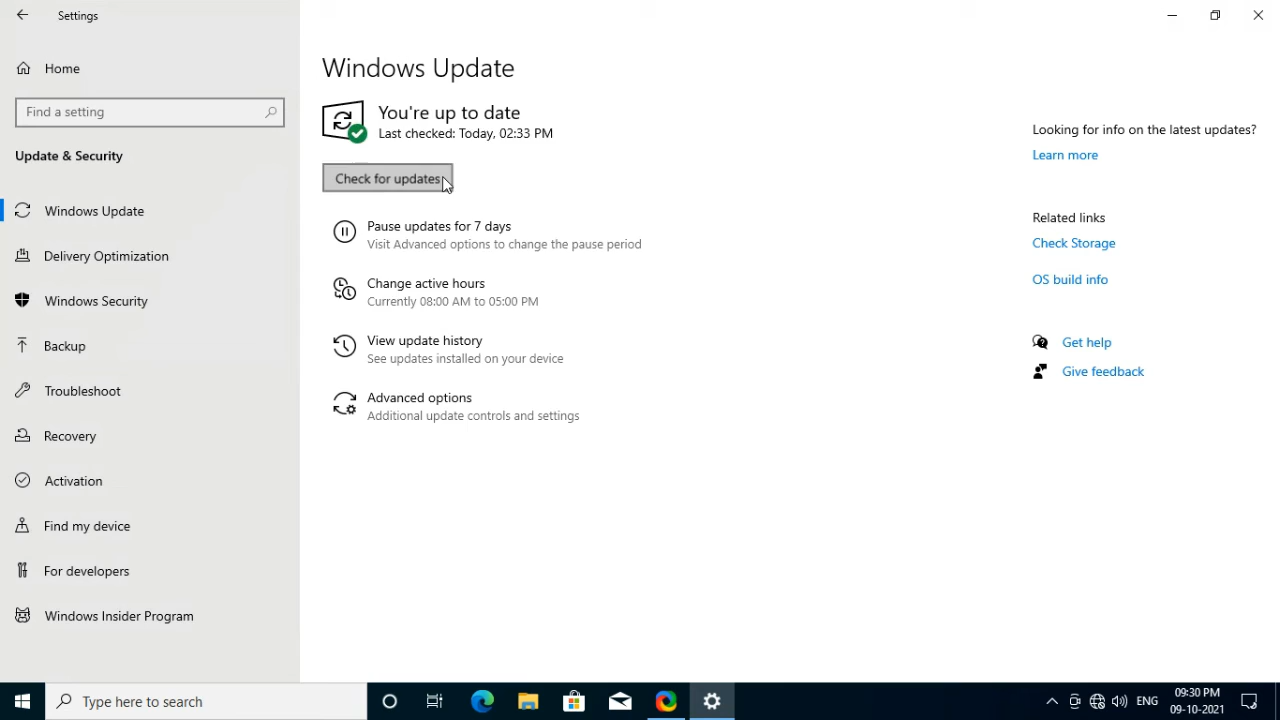 Settings
Home
Find a setting
Update & Security
Windows Update
Delivery Optimization
Windows Security
Backup
Troubleshoot
Recovery
Activation
Find my device
For developers
Windows Insider Program
Windows Update
You're up to date
Last checked: Today, 02:33 PM
Check for updates
Pause updates for 7 days
Visit Advanced options to change the pause period
Change active hours
Currently 08:00 AM to 05:00 PM
View update history
See updates installed on your device
Advanced options
Additional update controls and settings
Looking for info on the latest updates?
Learn more
Related links
Check Storage
OS build info
Get help
Give feedback
Type here to search
ENG
09:30 PM
09-10-2021